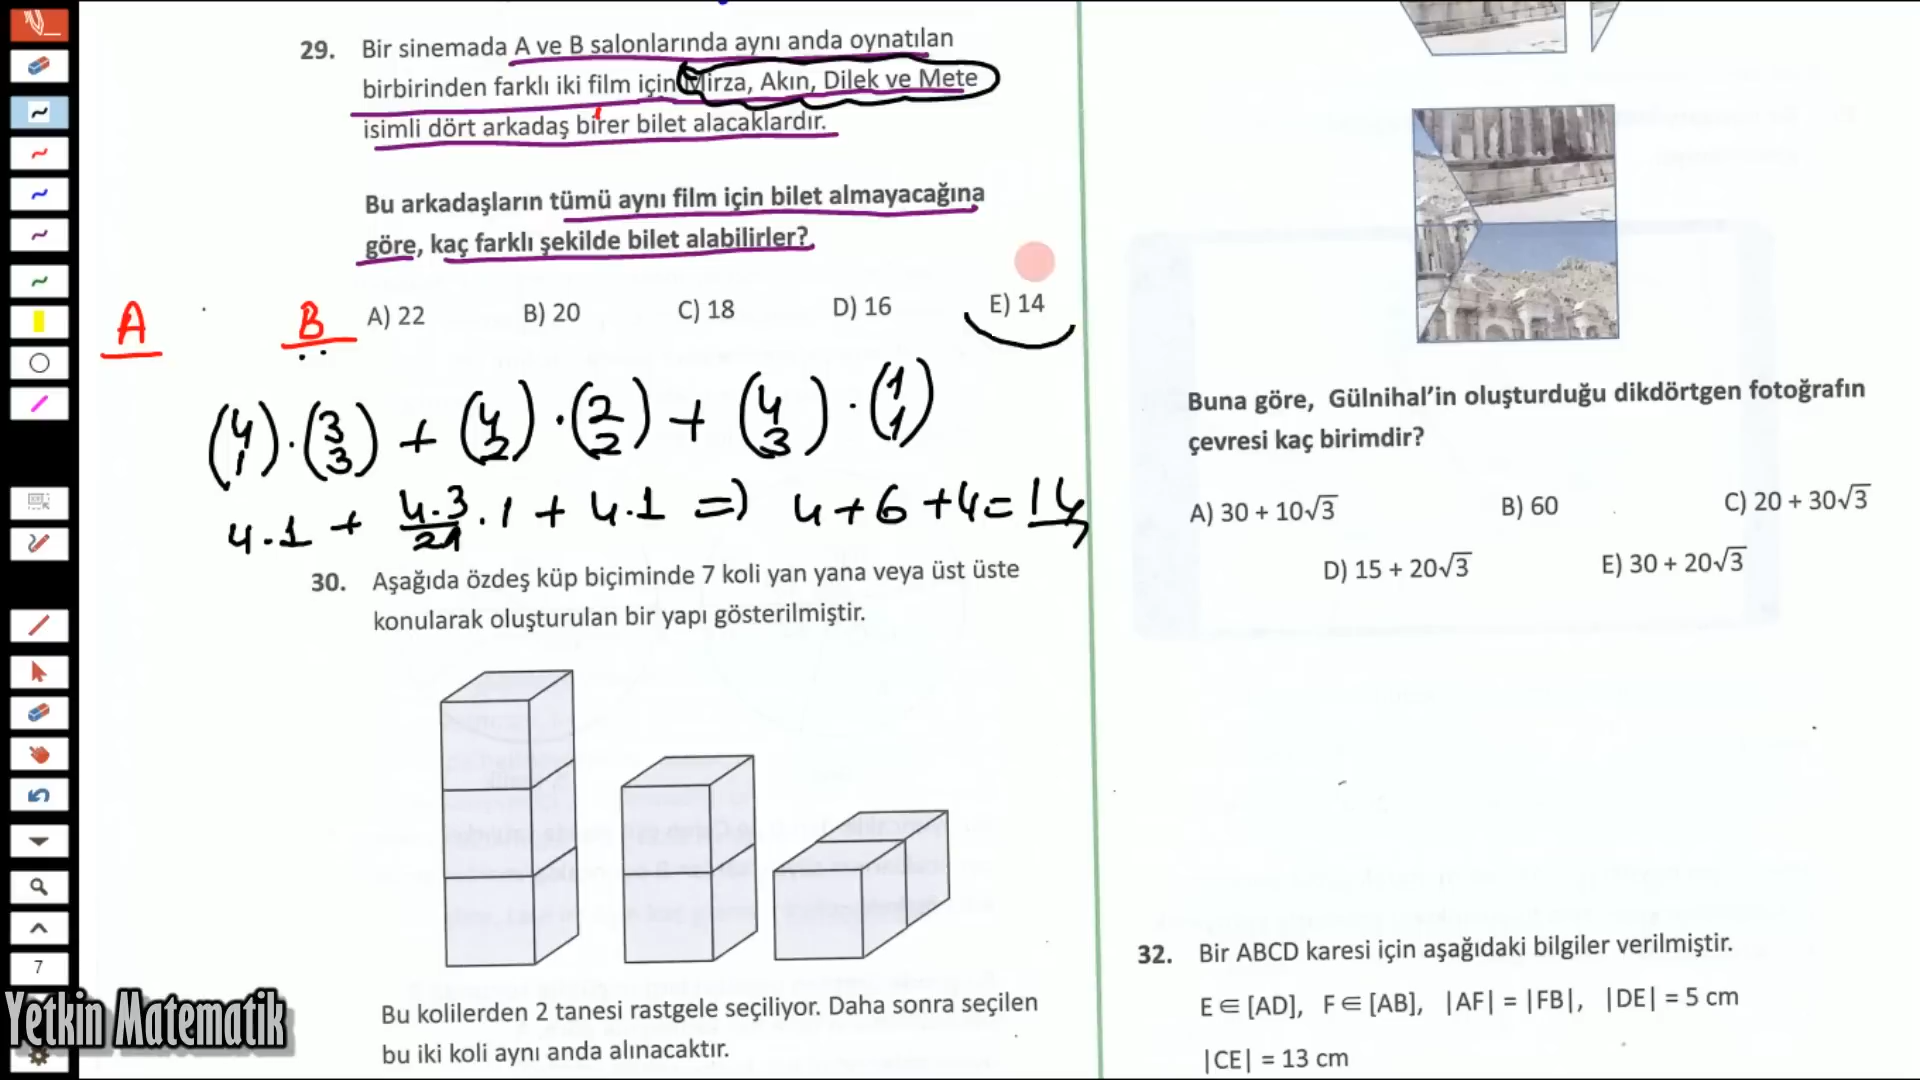 29. Bir sinemada A ve B salonlarında aynı anda oynatılan
birbirinden farklı iki film için Mirza, Akın, Dilek ve Mete
isimli dört arkadaş birer bilet alacaklardır.
Bu arkadaşların tümü aynı film için bilet almayacağına
göre, kaç farklı şekilde bilet alabilirler?
A) 22 B) 20 C) 18 D) 16 E) 14
A B
(4 1) · (3 3) + (4 2) · (2 2) + (4 3) · (1 1)
4.1 + 4.3/21 . 1 + 4.1 => 4+6+4=14
30. Aşağıda özdeş küp biçiminde 7 koli yan yana veya üst üste
konularak oluşturulan bir yapı gösterilmiştir.
Bu kolilerden 2 tanesi rastgele seçiliyor. Daha sonra seçilen
bu iki koli aynı anda alınacaktır.
Buna göre, Gülnihal’in oluşturduğu dikdörtgen fotoğrafın
çevresi kaç birimdir?
A) 30 + 10√3 B) 60 C) 20 + 30√3
D) 15 + 20√3 E) 30 + 20√3
32. Bir ABCD karesi için aşağıdaki bilgiler verilmiştir.
E ∈ [AD], F ∈ [AB], |AF| = |FB|, |DE| = 5 cm
|CE| = 13 cm
7
Yetkin Matematik